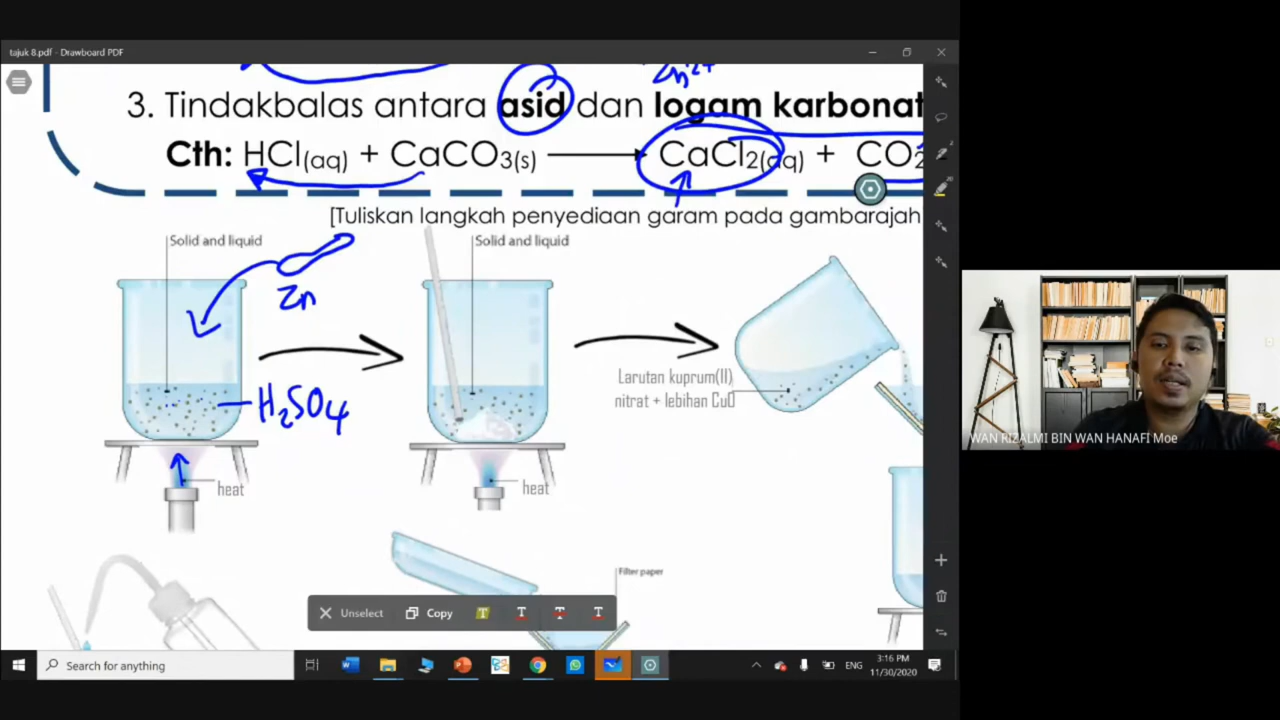 tajuk 8.pdf - Drawboard PDF
Zn²⁺
3. Tindakbalas antara asid dan logam karbonat
Cth: HCl(aq) + CaCO3(s) → CaCl2(aq) + CO2
[Tuliskan langkah penyediaan garam pada gambarajah
Solid and liquid
Solid and liquid
Zn
Larutan kuprum(II)
nitrat + lebihan CuO
H₂SO₄
heat
heat
Filter paper
Unselect
Copy
T
T
T
T
WAN RIZALMI BIN WAN HANAFI Moe
Search for anything
ENG
3:16 PM
11/30/2020